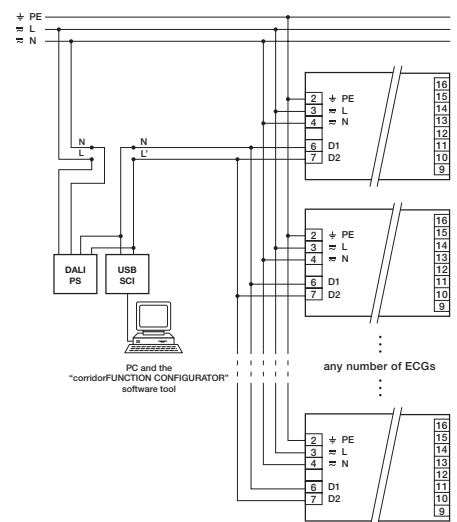 ⏚ PE
≂ L
≂ N
N
L
N
L'
DALI
PS
USB
SCI
PC and the
"corridorFUNCTION CONFIGURATOR"
software tool
2 ⏚ PE
3 ≂ L
4 ≂ N
6 D1
7 D2
16
15
14
13
12
11
10
9
2 ⏚ PE
3 ≂ L
4 ≂ N
6 D1
7 D2
16
15
14
13
12
11
10
9
any number of ECGs
2 ⏚ PE
3 ≂ L
4 ≂ N
6 D1
7 D2
16
15
14
13
12
11
10
9